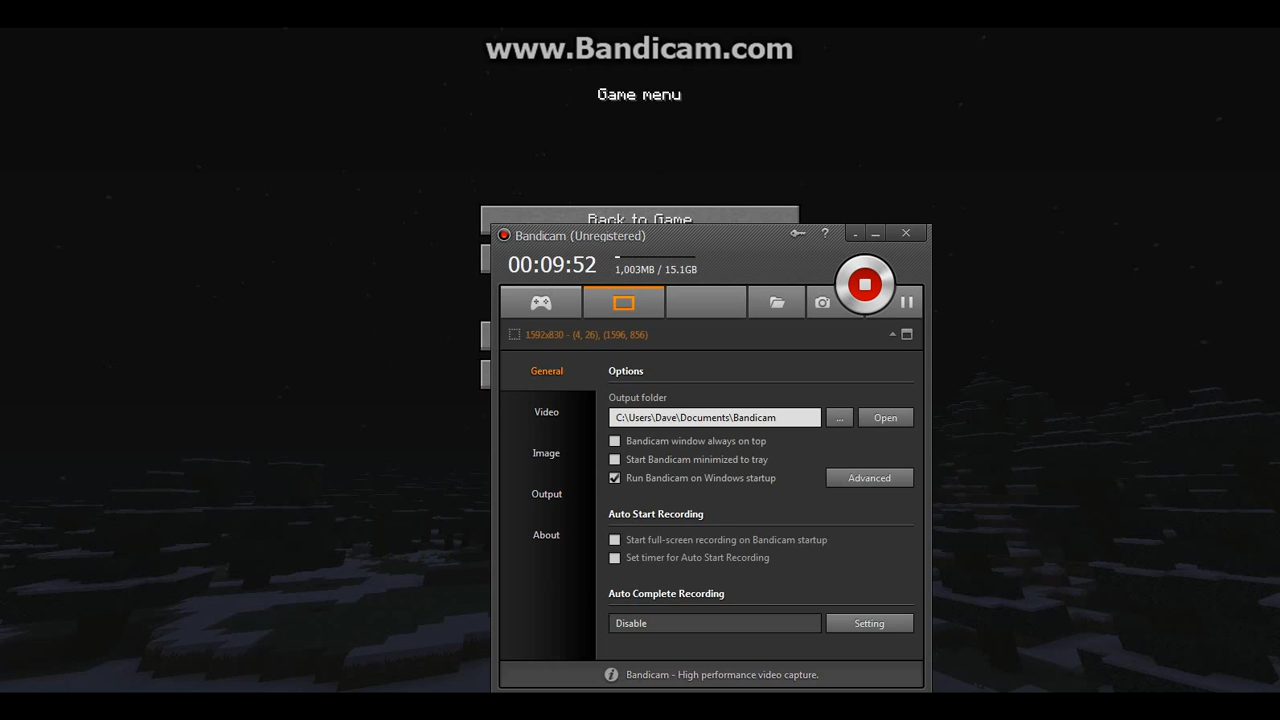 www.Bandicam.com
Game menu
Back to Game
Bandicam (Unregistered)
?
00:09:52
1,003MB / 15.1GB
1592x830 - (4, 26), (1596, 856)
General
Video
Image
Output
About
Options
Output folder
C:\Users\Dave\Documents\Bandicam
...
Open
Bandicam window always on top
Start Bandicam minimized to tray
Run Bandicam on Windows startup
Advanced
Auto Start Recording
Start full-screen recording on Bandicam startup
Set timer for Auto Start Recording
Auto Complete Recording
Disable
Setting
Bandicam - High performance video capture.